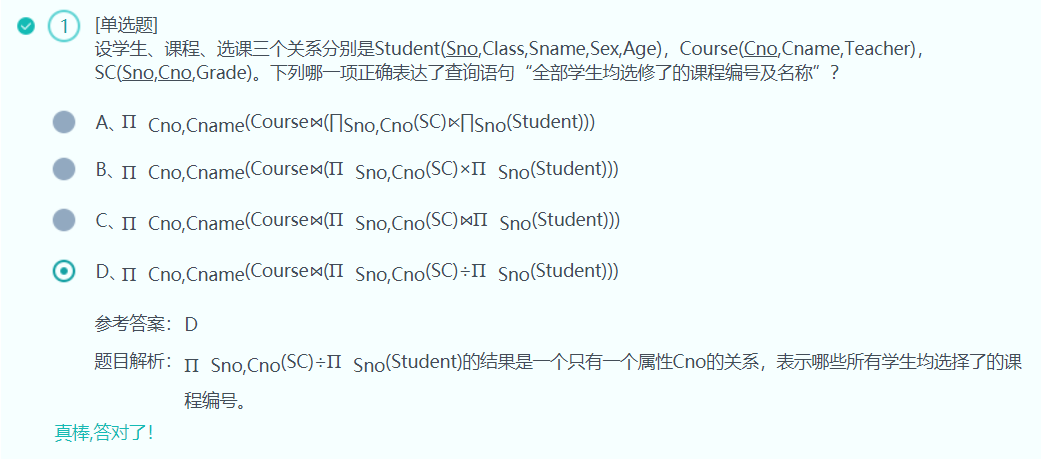 1 [单选题]
设学生、课程、选课三个关系分别是Student(Sno,Class,Sname,Sex,Age)，Course(Cno,Cname,Teacher)，
SC(Sno,Cno,Grade)。下列哪一项正确表达了查询语句“全部学生均选修了的课程编号及名称”？
A、Π Cno,Cname(Course⋈(∏Sno,Cno(SC)⋉∏Sno(Student)))
B、Π Cno,Cname(Course⋈(Π Sno,Cno(SC)×Π Sno(Student)))
C、Π Cno,Cname(Course⋈(Π Sno,Cno(SC)⋈Π Sno(Student)))
D、Π Cno,Cname(Course⋈(Π Sno,Cno(SC)÷Π Sno(Student)))
参考答案： D
题目解析： Π Sno,Cno(SC)÷Π Sno(Student)的结果是一个只有一个属性Cno的关系，表示哪些所有学生均选择了的课
程编号。
真棒,答对了!